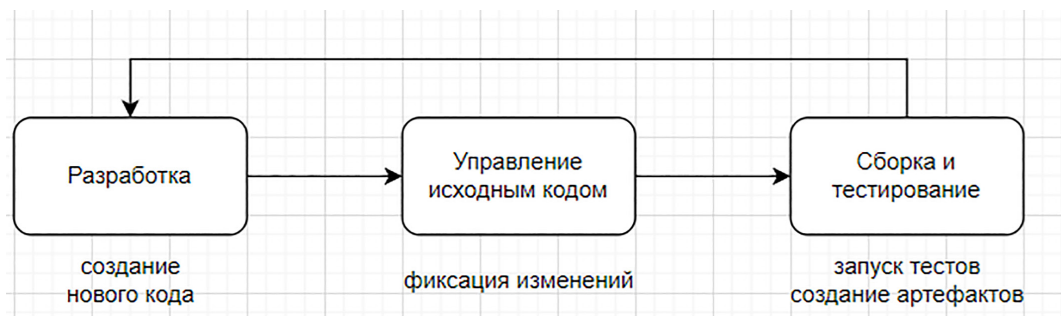 Разработка
Управление
исходным кодом
Сборка и
тестирование
создание
нового кода
фиксация изменений
запуск тестов
создание артефактов